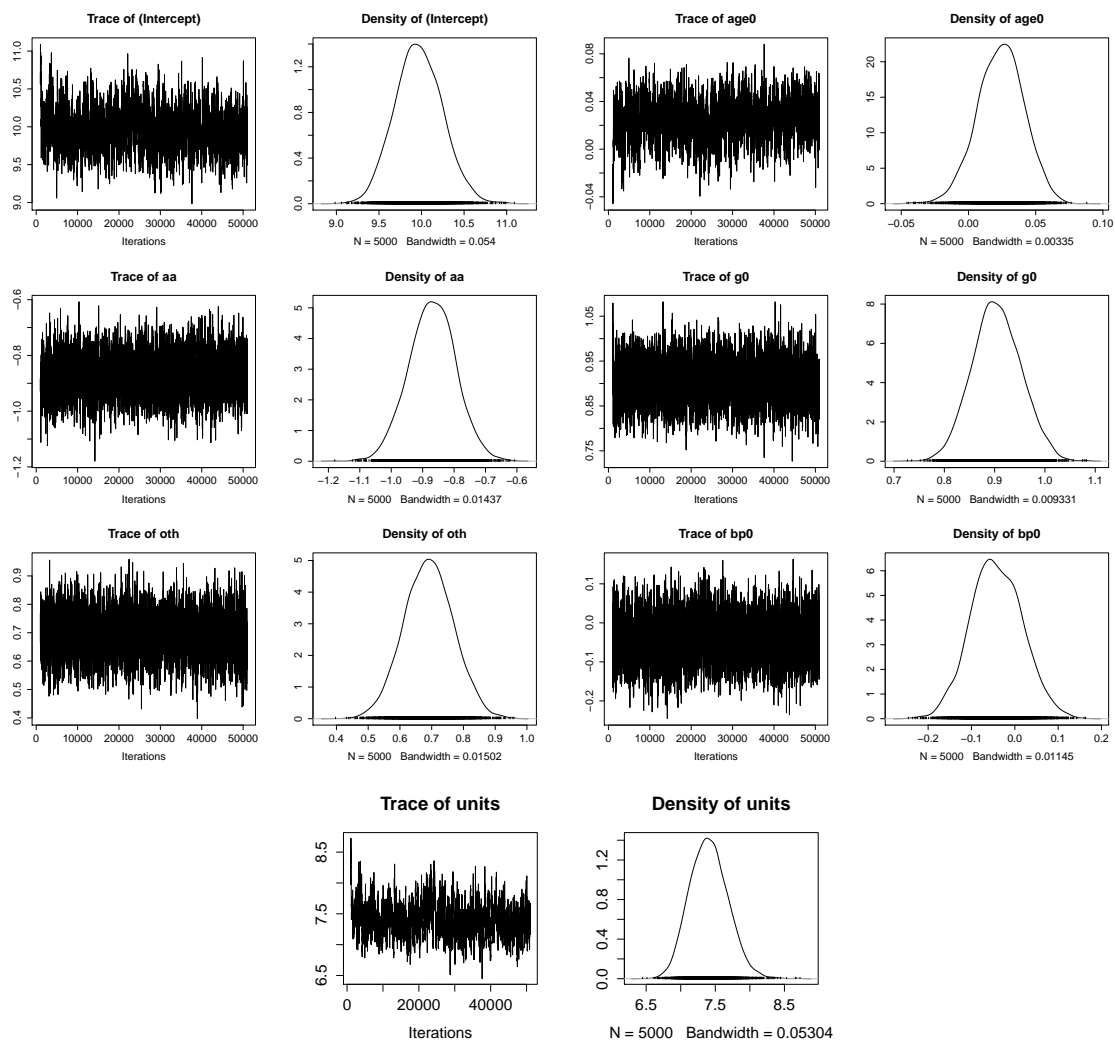 Trace of (Intercept)
9.0 9.5 10.0 10.5 11.0
0 10000 20000 30000 40000 50000
Iterations
Density of (Intercept)
0.0 0.4 0.8 1.2
9.0 9.5 10.0 10.5 11.0
N = 5000 Bandwidth = 0.054
Trace of age0
−0.04 0.00 0.04 0.08
0 10000 20000 30000 40000 50000
Iterations
Density of age0
0 5 10 15 20
−0.05 0.00 0.05 0.10
N = 5000 Bandwidth = 0.00335
Trace of aa
−1.2 −1.0 −0.8 −0.6
0 10000 20000 30000 40000 50000
Iterations
Density of aa
0 1 2 3 4 5
−1.2 −1.1 −1.0 −0.9 −0.8 −0.7 −0.6
N = 5000 Bandwidth = 0.01437
Trace of g0
0.75 0.85 0.95 1.05
0 10000 20000 30000 40000 50000
Iterations
Density of g0
0 2 4 6 8
0.7 0.8 0.9 1.0 1.1
N = 5000 Bandwidth = 0.009331
Trace of oth
0.4 0.5 0.6 0.7 0.8 0.9
0 10000 20000 30000 40000 50000
Iterations
Density of oth
0 1 2 3 4 5
0.4 0.5 0.6 0.7 0.8 0.9 1.0
N = 5000 Bandwidth = 0.01502
Trace of bp0
−0.2 −0.1 0.0 0.1
0 10000 20000 30000 40000 50000
Iterations
Density of bp0
0 1 2 3 4 5 6
−0.2 −0.1 0.0 0.1 0.2
N = 5000 Bandwidth = 0.01145
Trace of units
6.5 7.5 8.5
0 20000 40000
Iterations
Density of units
0.0 0.4 0.8 1.2
6.5 7.5 8.5
N = 5000 Bandwidth = 0.05304